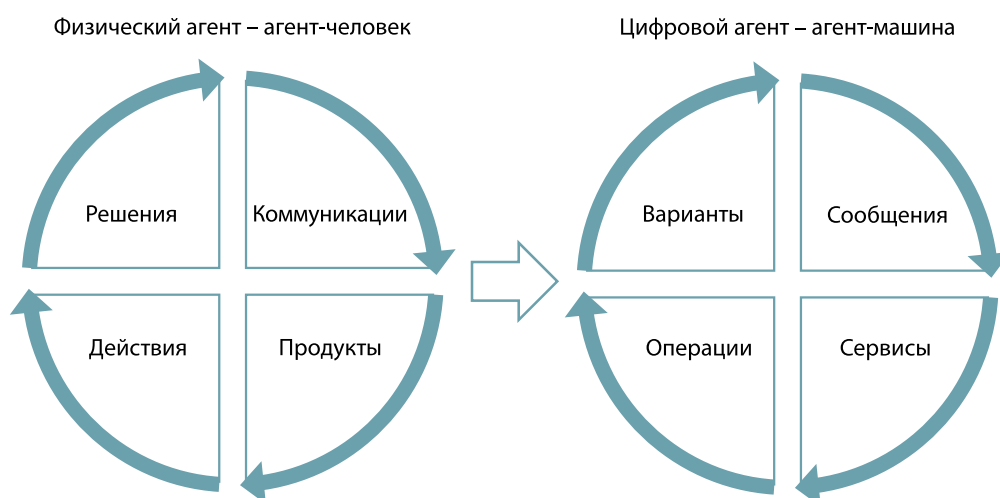 Физический агент – агент-человек
Цифровой агент – агент-машина
Решения
Коммуникации
Варианты
Сообщения
Действия
Продукты
Операции
Сервисы